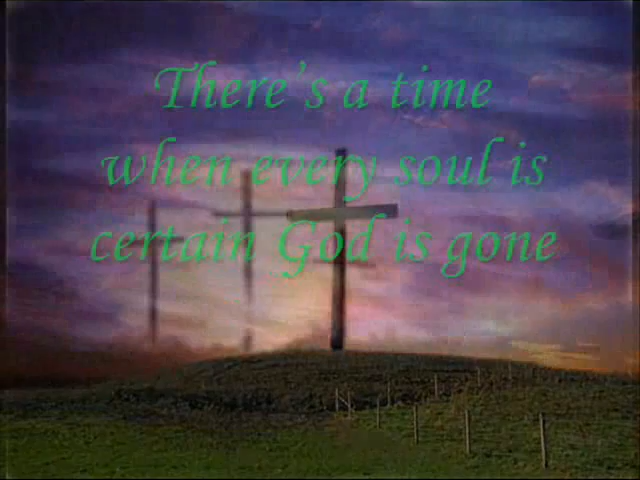 There's a time
when every soul is
certain God is gone